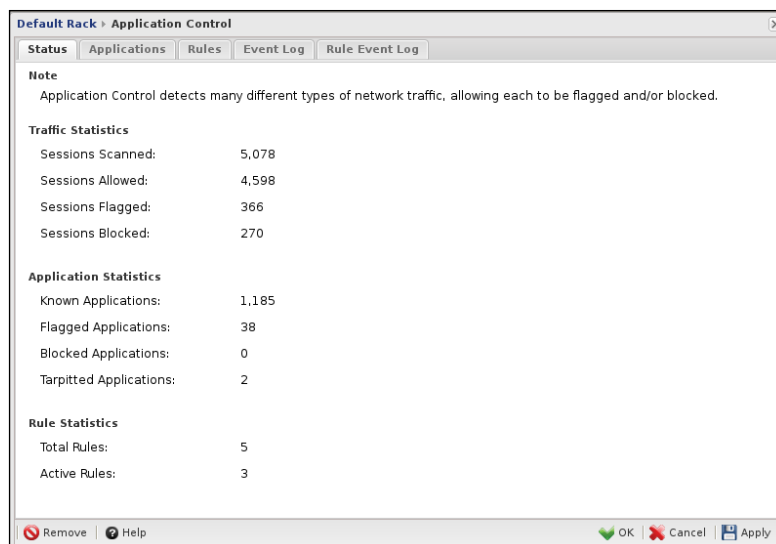 Default Rack › Application Control
Status Applications Rules Event Log Rule Event Log
Note
Application Control detects many different types of network traffic, allowing each to be flagged and/or blocked.
Traffic Statistics
Sessions Scanned: 5,078
Sessions Allowed: 4,598
Sessions Flagged: 366
Sessions Blocked: 270
Application Statistics
Known Applications: 1,185
Flagged Applications: 38
Blocked Applications: 0
Tarpitted Applications: 2
Rule Statistics
Total Rules: 5
Active Rules: 3
Remove Help OK Cancel Apply